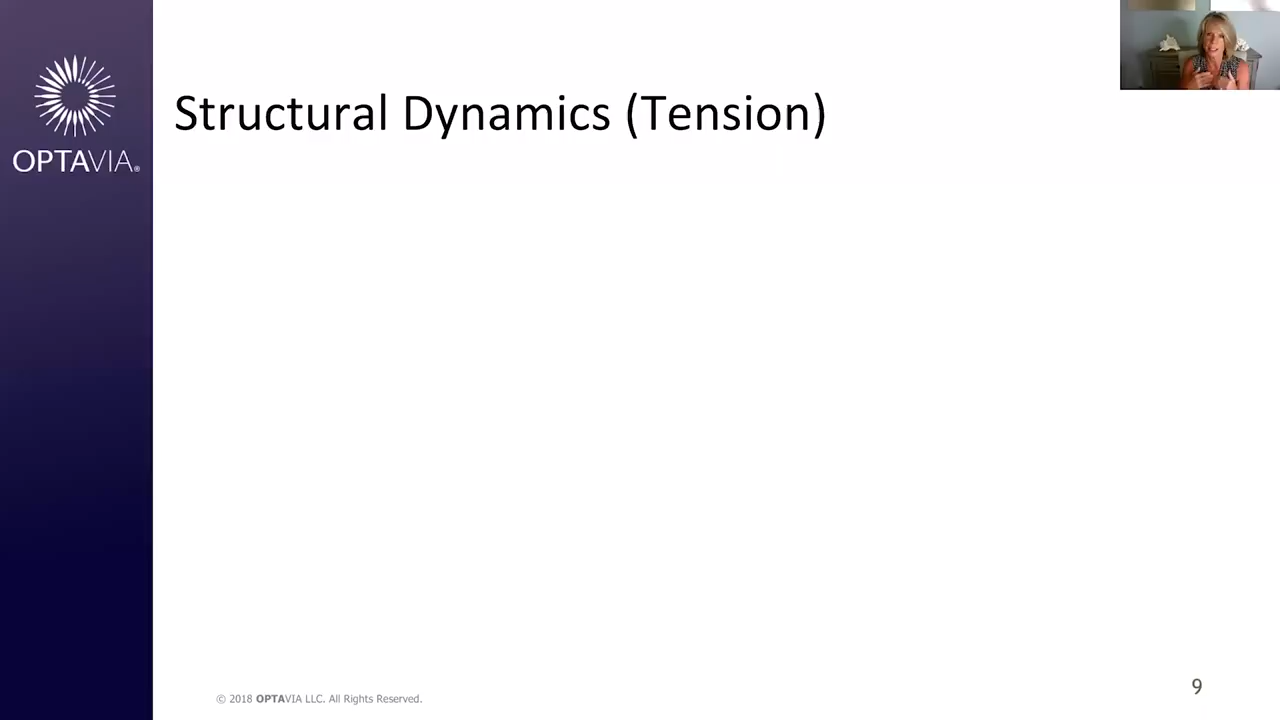 OPTAVIA®
Structural Dynamics (Tension)
© 2018 OPTAVIA LLC. All Rights Reserved.
9